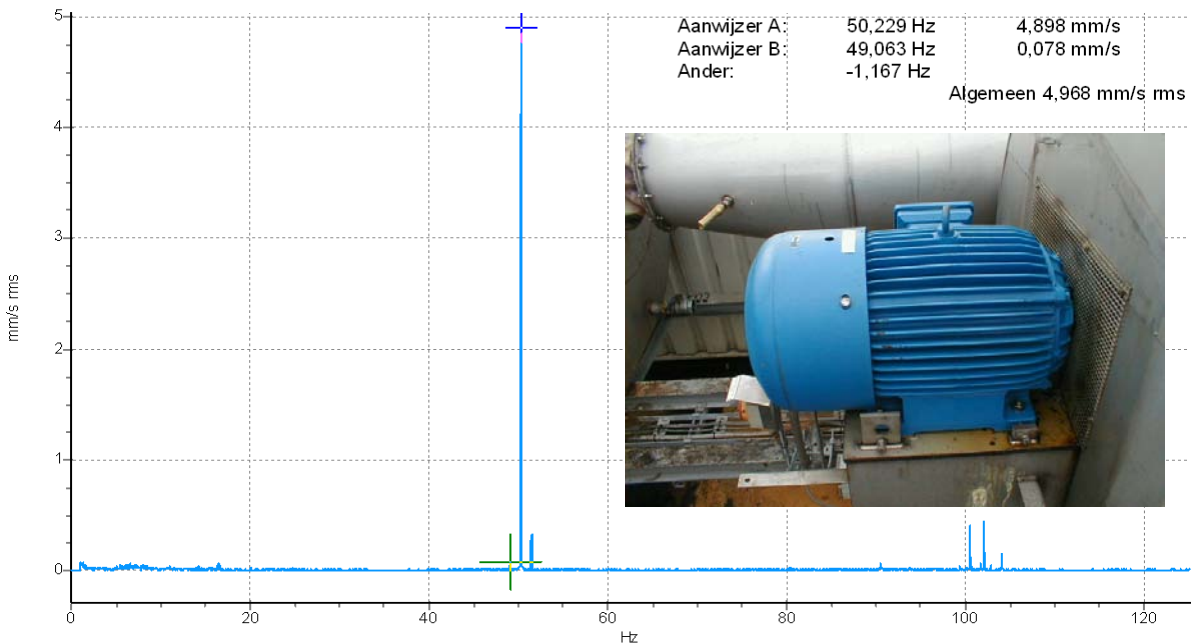 5
4
3
2
1
0
mm/s rms
0 20 40 60 80 100 120
Hz
Aanwijzer A: 50,229 Hz 4,898 mm/s
Aanwijzer B: 49,063 Hz 0,078 mm/s
Ander: -1,167 Hz
Algemeen 4,968 mm/s rms